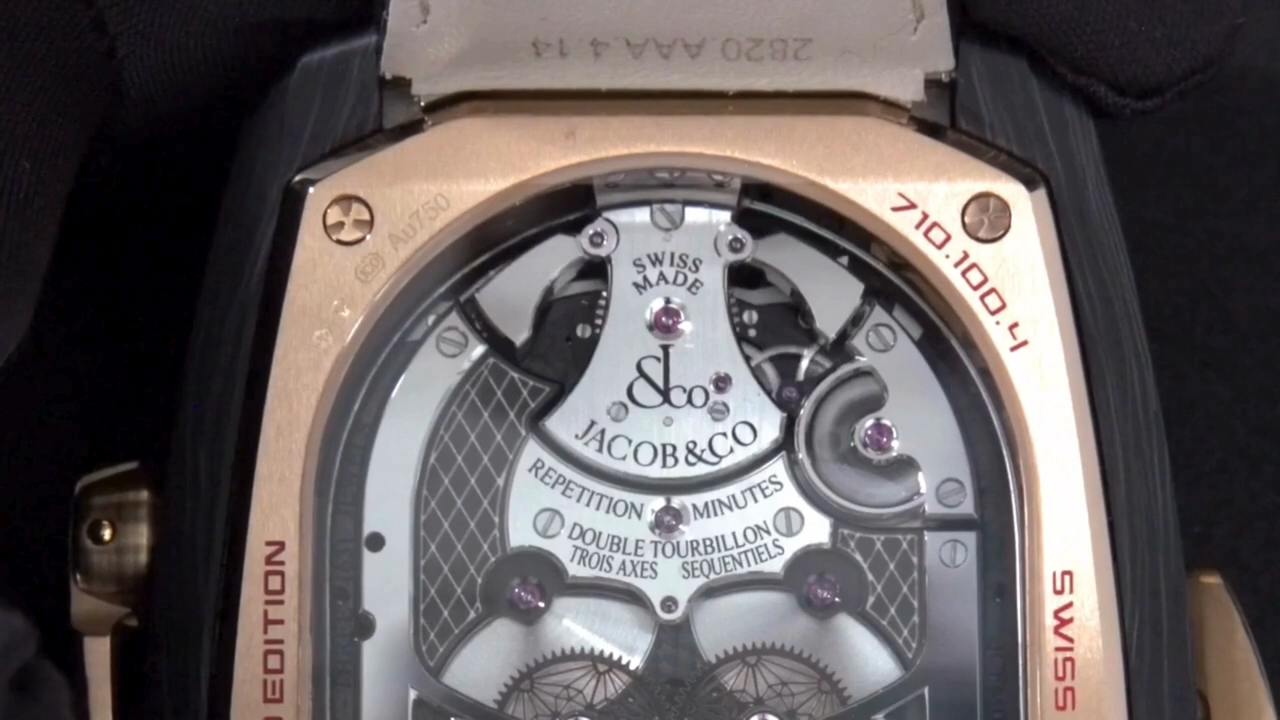 2820.AAA.4.14
Au750
710.100.4
SWISS
MADE
&Co
JACOB&CO
REPETITION MINUTES
DOUBLE TOURBILLON
TROIS AXES SEQUENTIELS
EDITION
SWISS